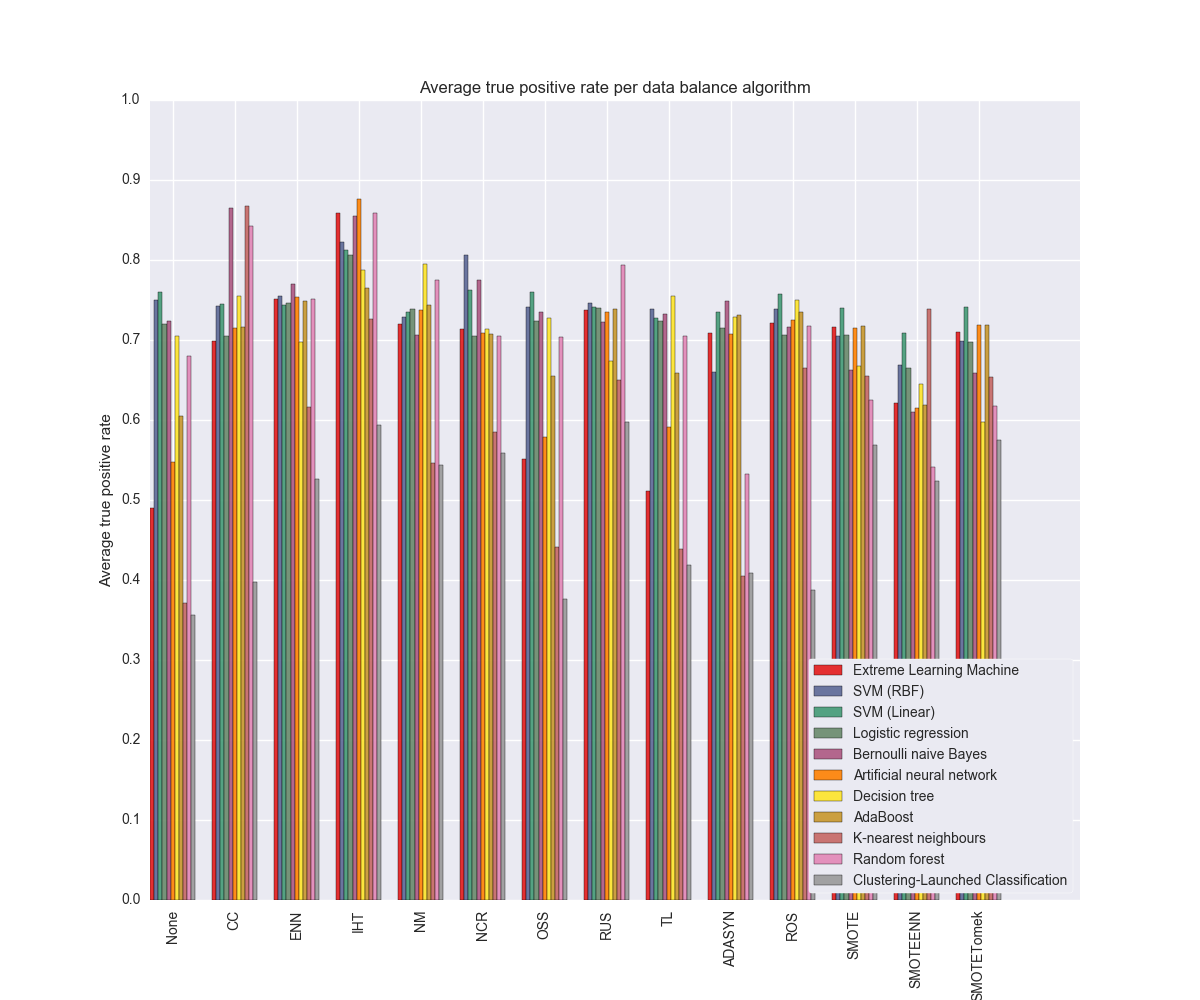 Average true positive rate per data balance algorithm
1.0
0.9
0.8
0.7
0.6
0.5
0.4
0.3
0.2
0.1
0.0
Average true positive rate
Extreme Learning Machine
SVM (RBF)
SVM (Linear)
Logistic regression
Bernoulli naive Bayes
Artificial neural network
Decision tree
AdaBoost
K-nearest neighbours
Random forest
Clustering-Launched Classification
None
CC
ENN
IHT
NM
NCR
OSS
RUS
TL
ADASYN
ROS
SMOTE
SMOTEENN
SMOTETomek